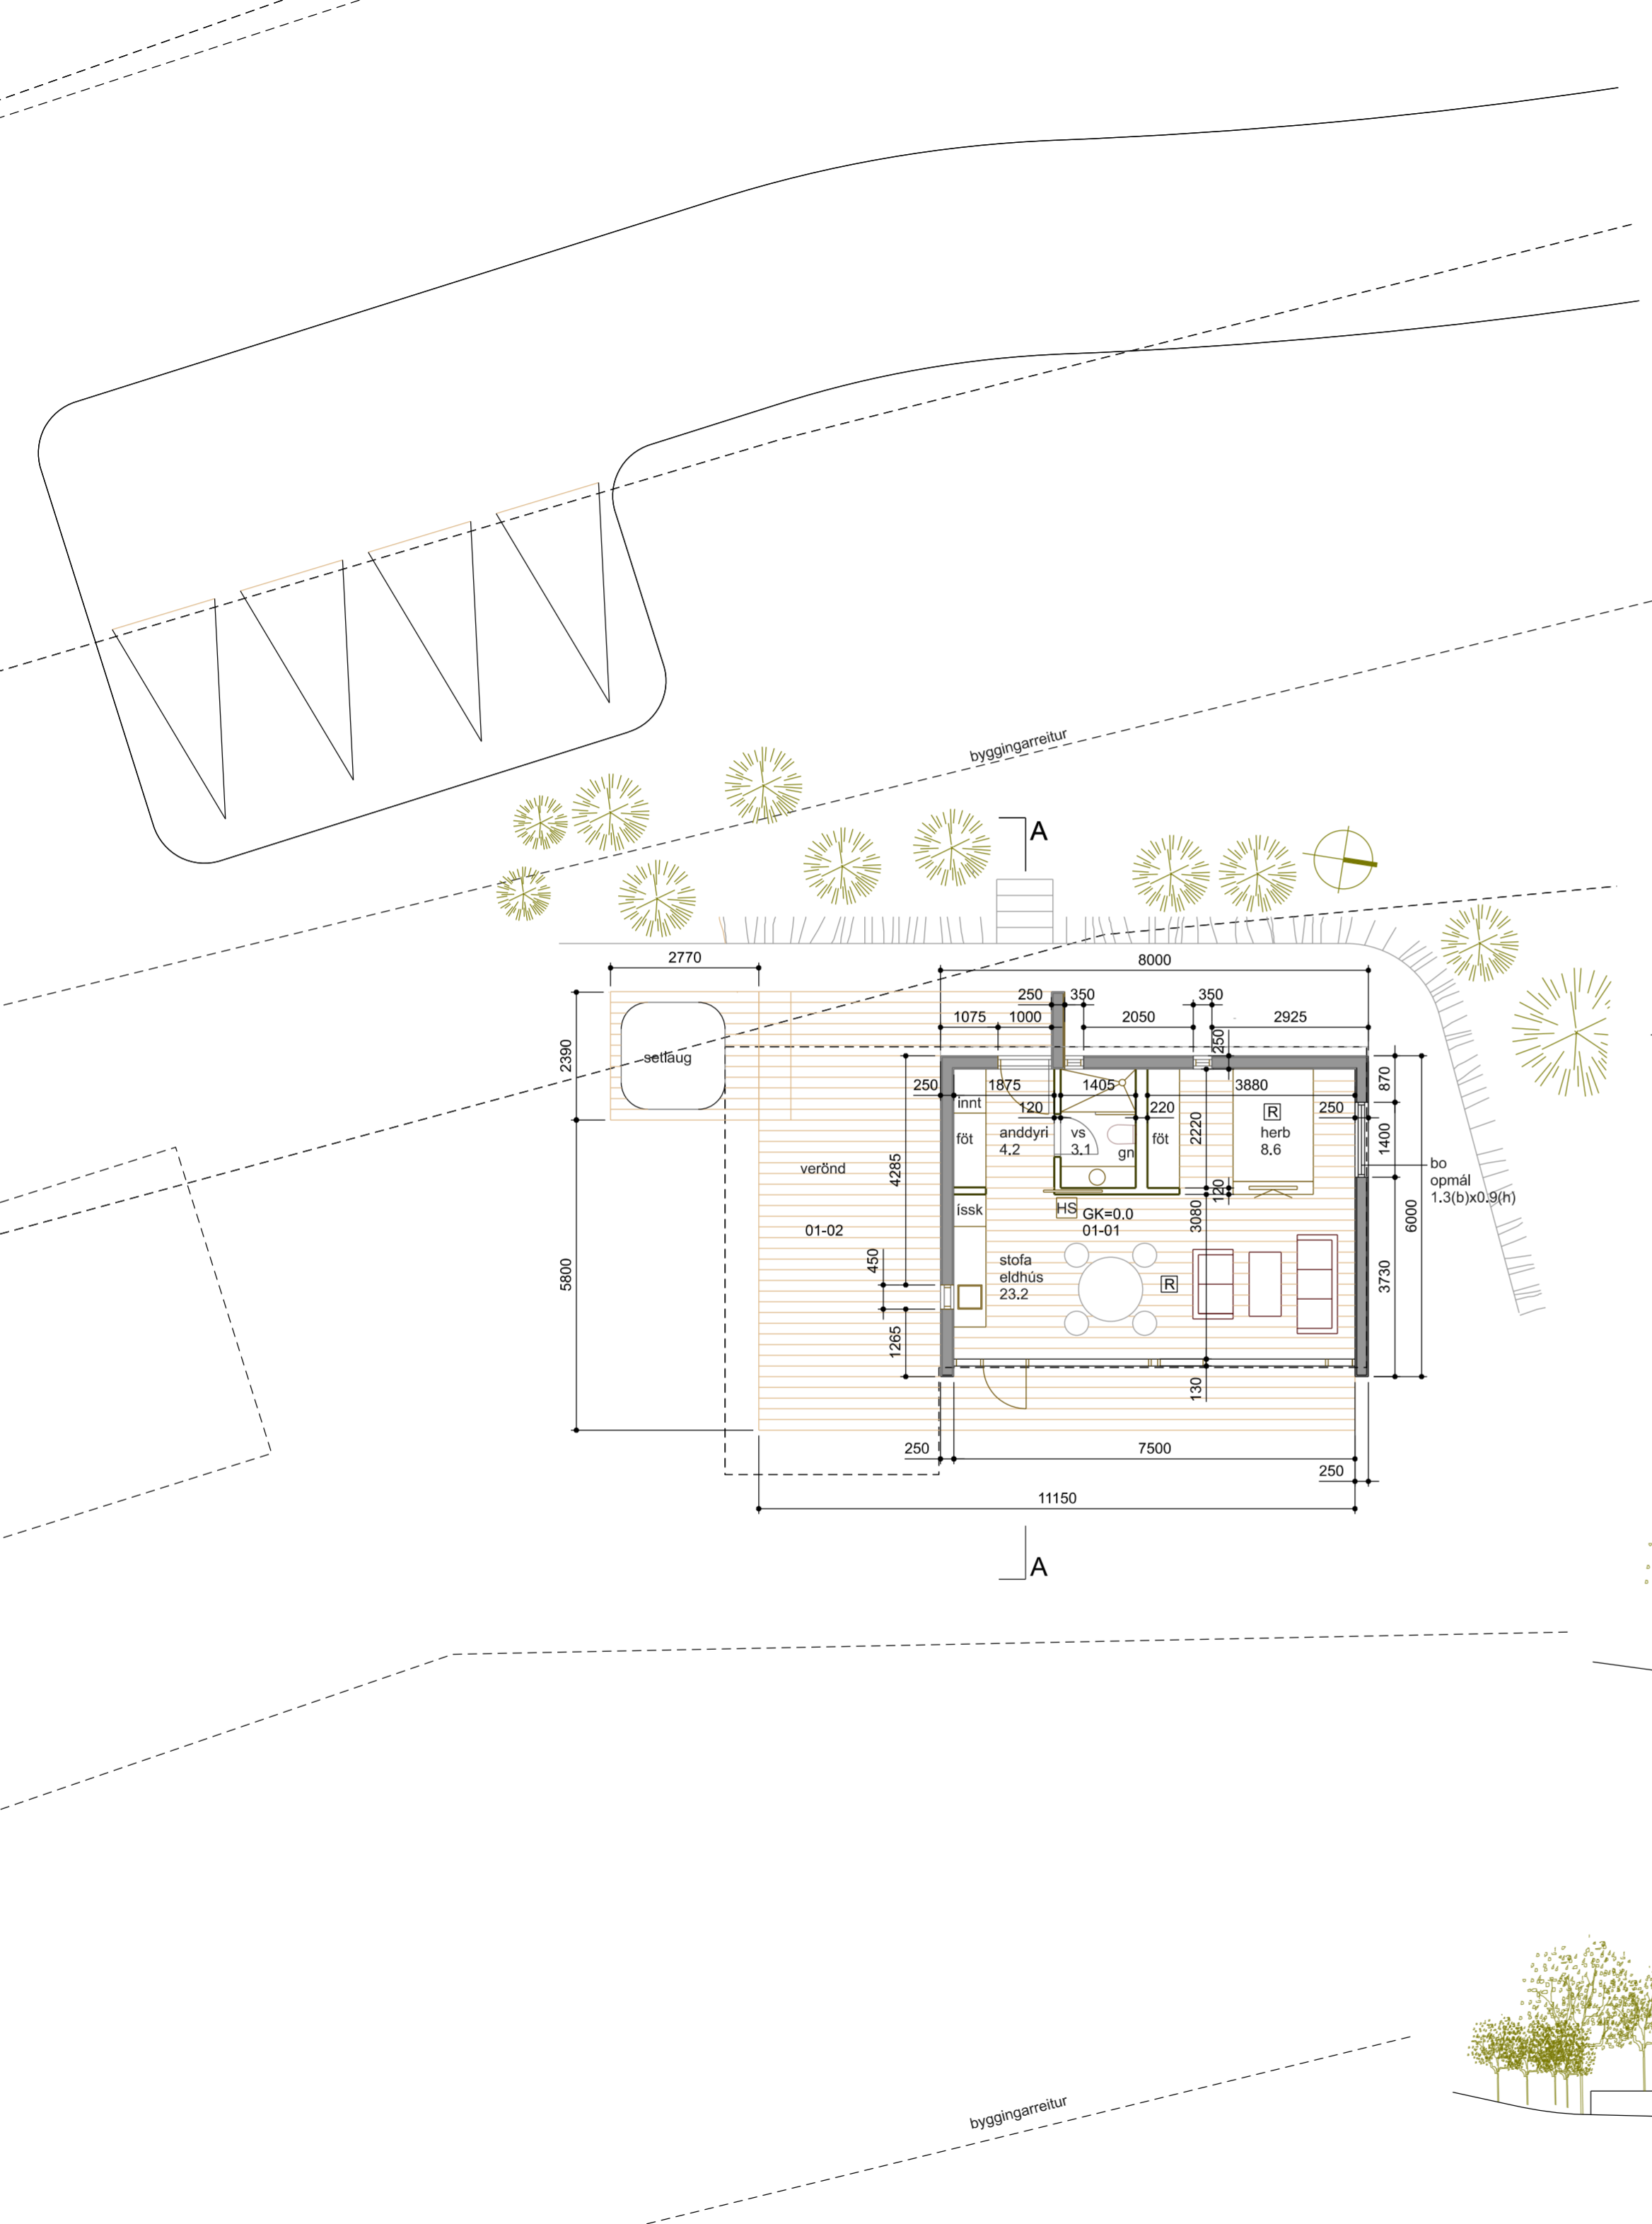 byggingarreitur
A
2770
8000
250
350
350
1075
1000
2050
2925
250
2390
setlaug
870
250
1875
1405
3880
innt
120
220
250
R
föt
anddyri
4.2
vs
3.1
gn
föt
2220
herb
8.6
1400
verönd
4285
bo
opmál
1.3(b)x0.9(h)
120
íssk
HS
GK=0.0
01-01
3080
6000
01-02
450
stofa
eldhús
23.2
R
5800
3730
1265
130
250
7500
250
11150
A
byggingarreitur